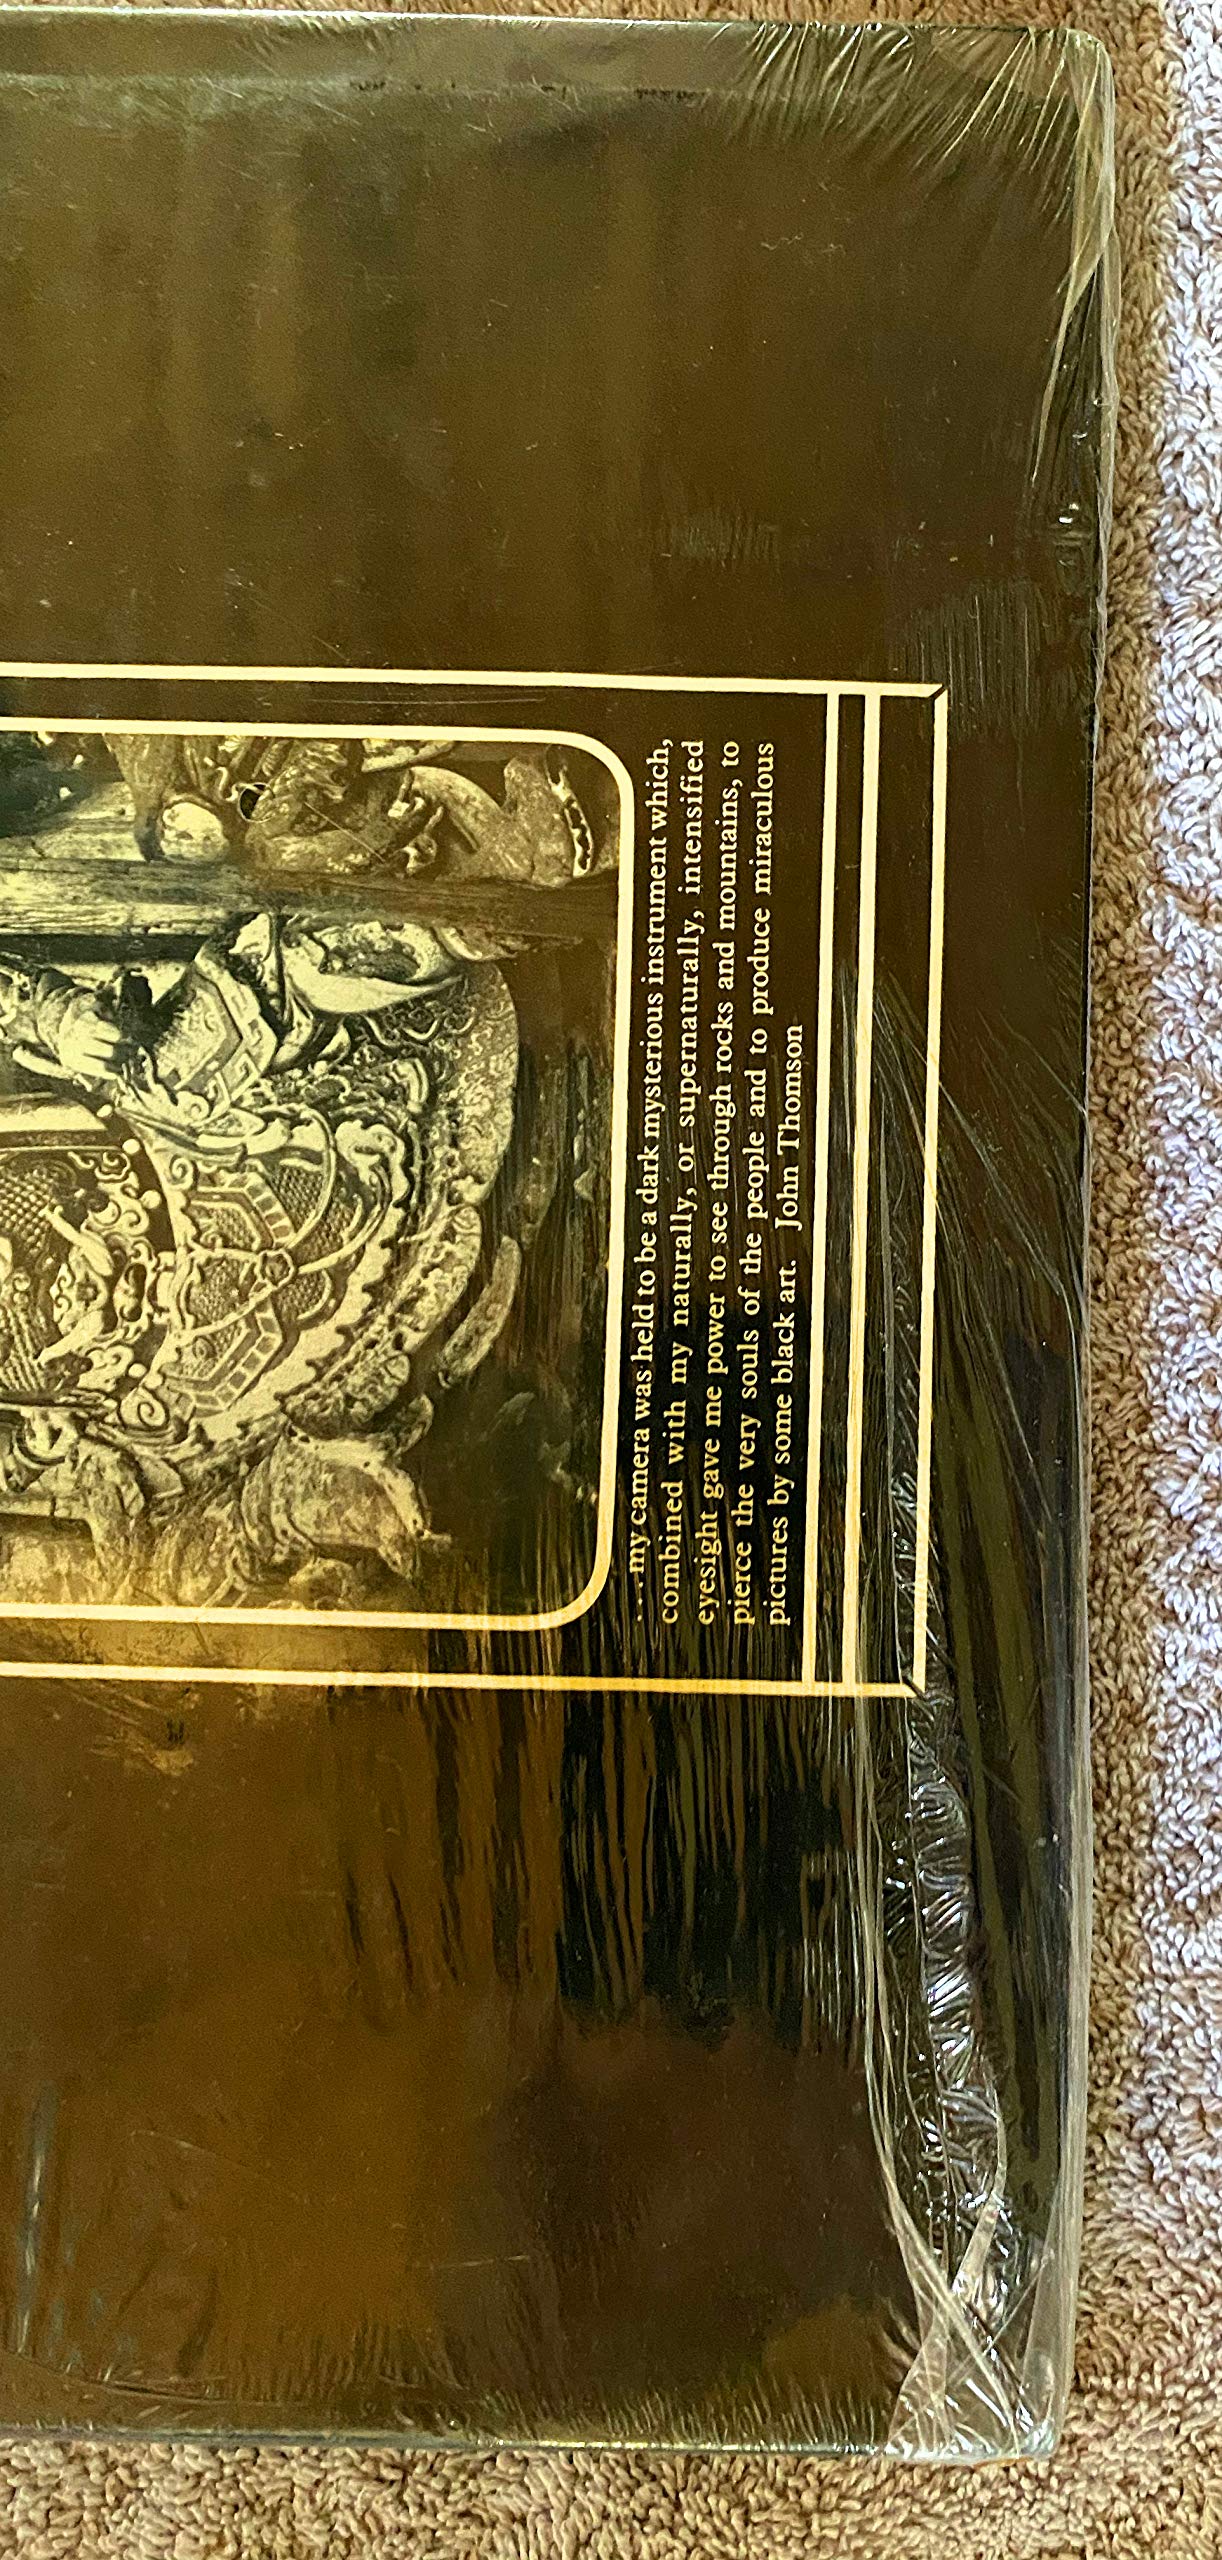 ...my camera was held to be a dark mysterious instrument which,
combined with my naturally, or supernaturally, intensified
eyesight gave me power to see through rocks and mountains, to
pierce the very souls of the people and to produce miraculous
pictures by some black art. John Thomson